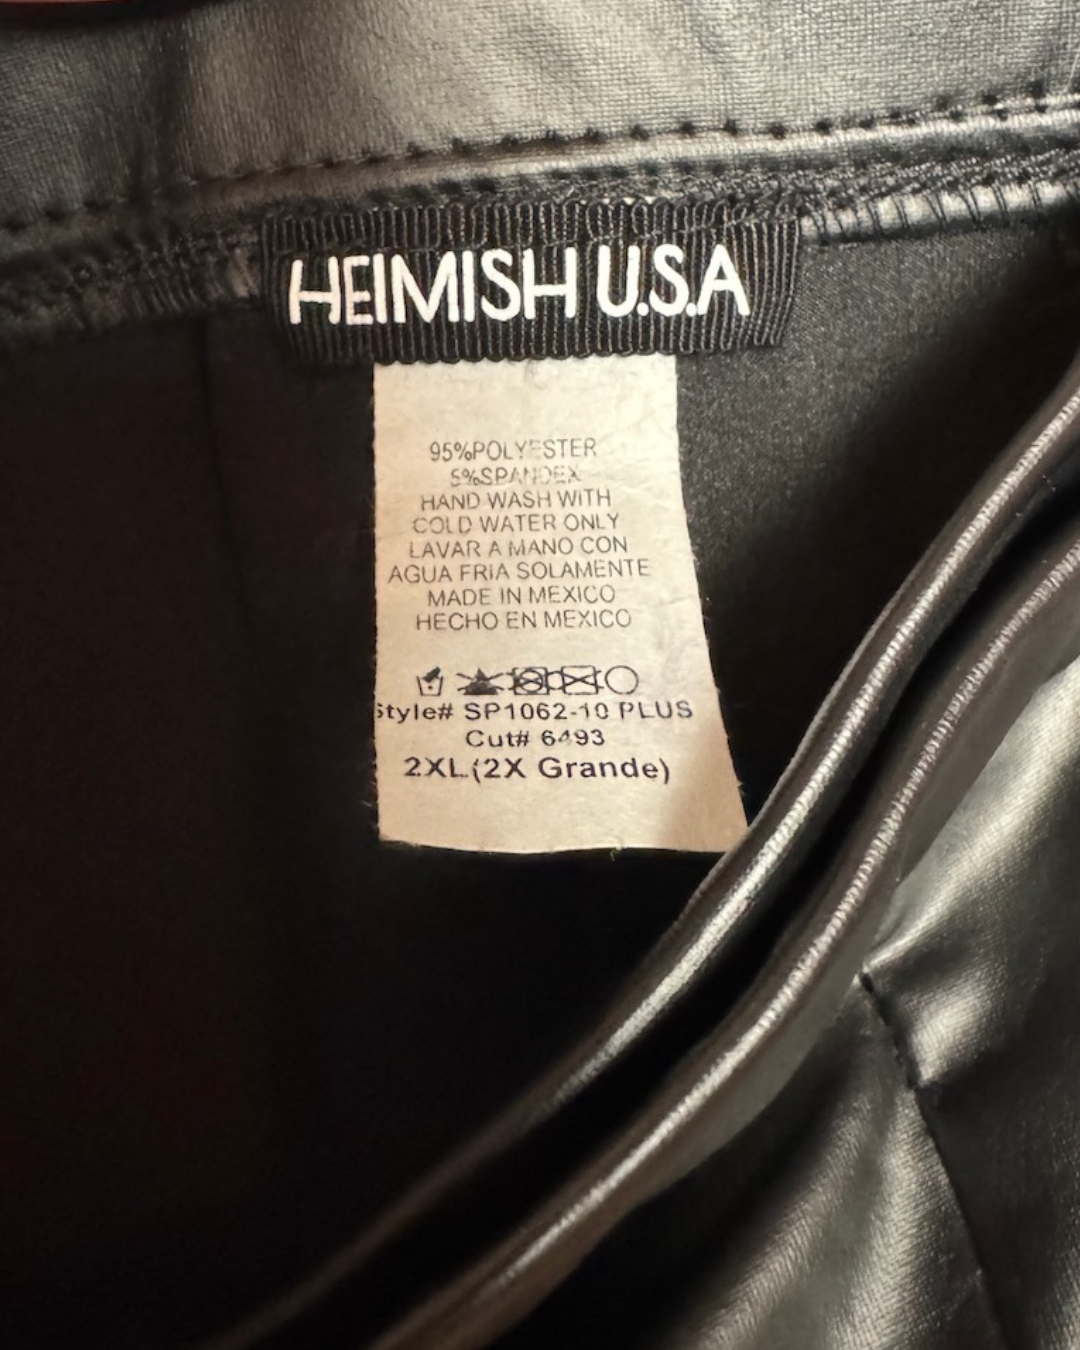 HEIMISH U.S.A
95%POLYESTER
5%SPANDEX
HAND WASH WITH
COLD WATER ONLY
LAVAR A MANO CON
AGUA FRIA SOLAMENTE
MADE IN MEXICO
HECHO EN MEXICO
Style# SP1062-10 PLUS
Cut# 6493
2XL(2X Grande)